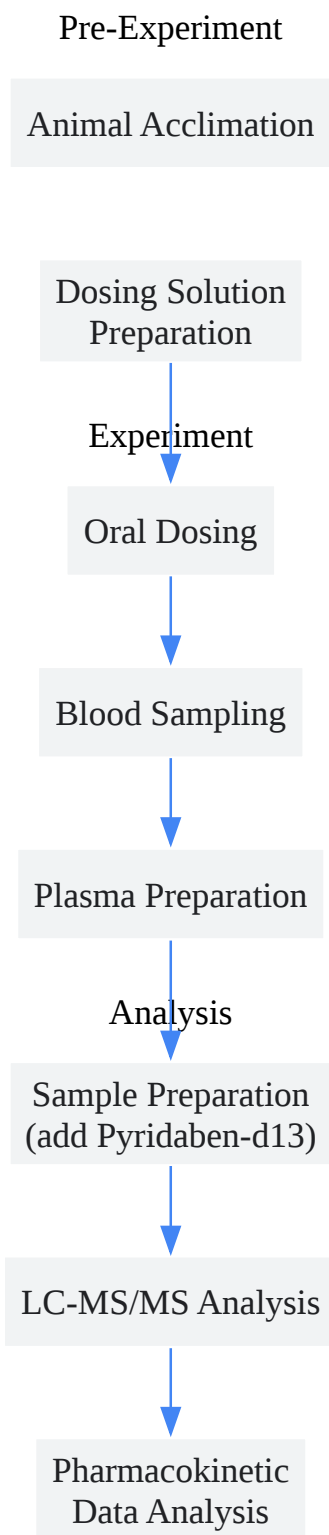 Pre-Experiment
Animal Acclimation
Dosing Solution
Preparation
Experiment
Oral Dosing
Blood Sampling
Plasma Preparation
Analysis
Sample Preparation
(add Pyridaben-d13)
LC-MS/MS Analysis
Pharmacokinetic
Data Analysis